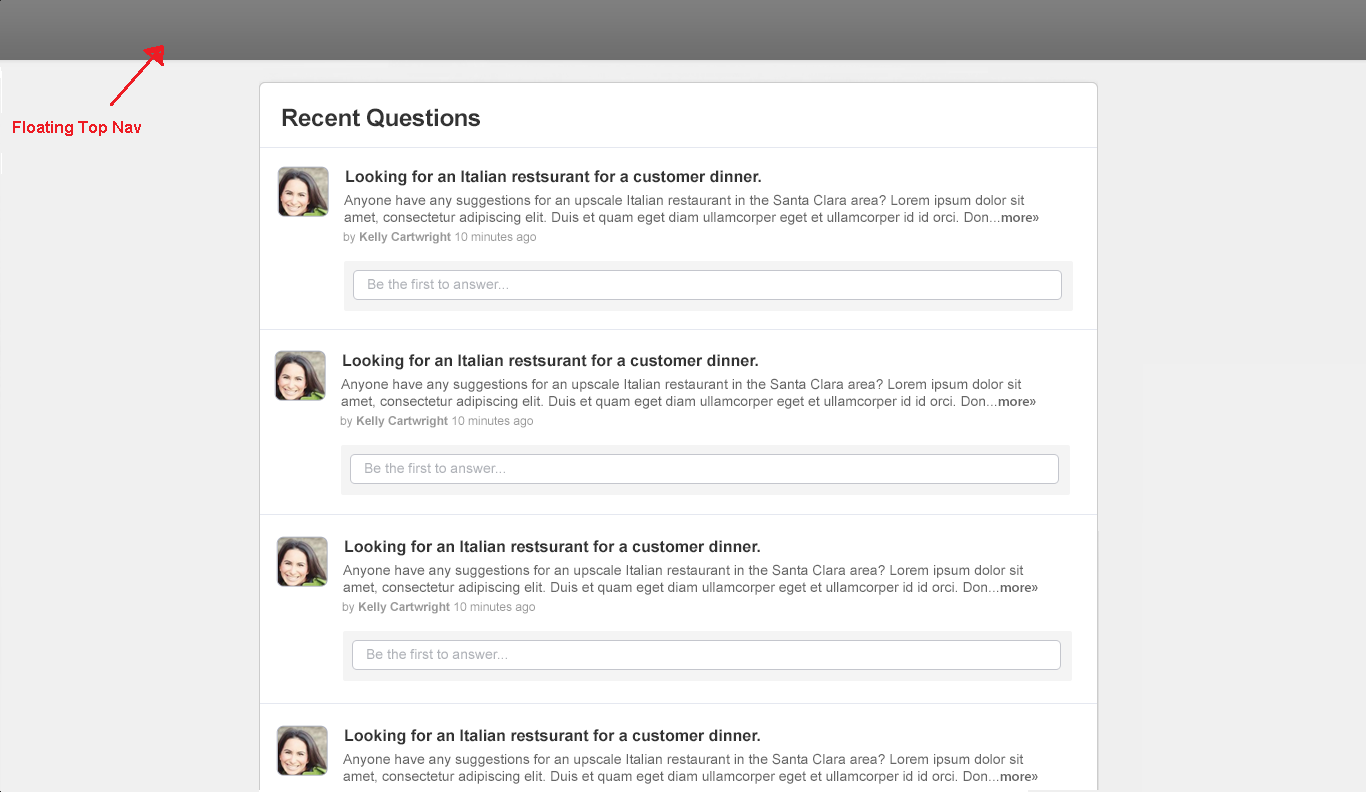 Floating Top Nav
Recent Questions
Looking for an Italian restsurant for a customer dinner.
Anyone have any suggestions for an upscale Italian restaurant in the Santa Clara area? Lorem ipsum dolor sit
amet, consectetur adipiscing elit. Duis et quam eget diam ullamcorper eget et ullamcorper id id orci. Don...more»
by Kelly Cartwright 10 minutes ago
Be the first to answer...
Looking for an Italian restsurant for a customer dinner.
Anyone have any suggestions for an upscale Italian restaurant in the Santa Clara area? Lorem ipsum dolor sit
amet, consectetur adipiscing elit. Duis et quam eget diam ullamcorper eget et ullamcorper id id orci. Don...more»
by Kelly Cartwright 10 minutes ago
Be the first to answer...
Looking for an Italian restsurant for a customer dinner.
Anyone have any suggestions for an upscale Italian restaurant in the Santa Clara area? Lorem ipsum dolor sit
amet, consectetur adipiscing elit. Duis et quam eget diam ullamcorper eget et ullamcorper id id orci. Don...more»
by Kelly Cartwright 10 minutes ago
Be the first to answer...
Looking for an Italian restsurant for a customer dinner.
Anyone have any suggestions for an upscale Italian restaurant in the Santa Clara area? Lorem ipsum dolor sit
amet, consectetur adipiscing elit. Duis et quam eget diam ullamcorper eget et ullamcorper id id orci. Don...more»